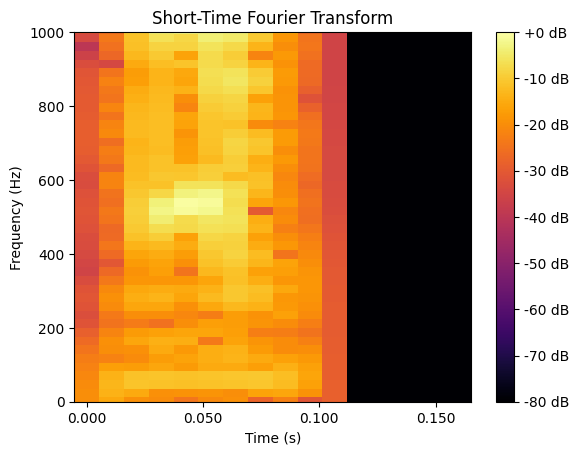 Short-Time Fourier Transform
1000
800
600
400
200
0
Frequency (Hz)
0.000
0.050
0.100
0.150
Time (s)
+0 dB
-10 dB
-20 dB
-30 dB
-40 dB
-50 dB
-60 dB
-70 dB
-80 dB